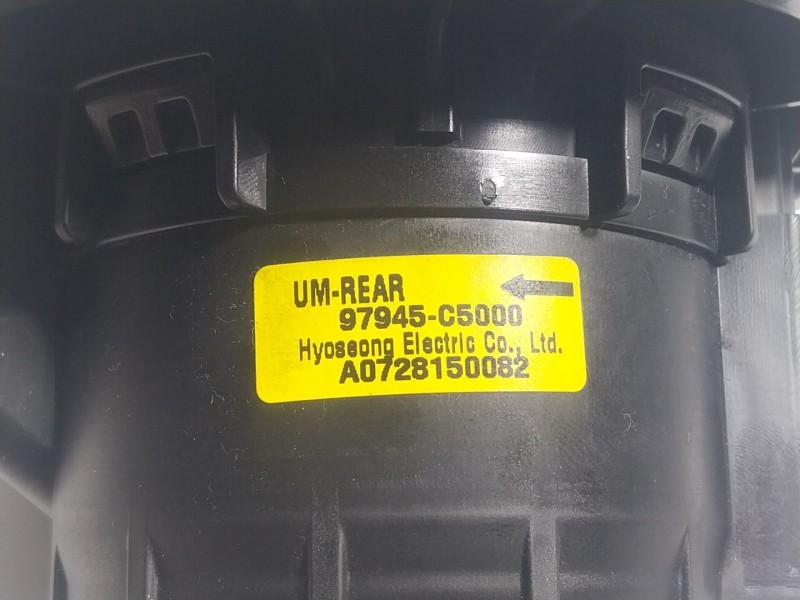 UM-REAR
97945-C5000
Hyoseong Electric Co., Ltd.
A0728150082